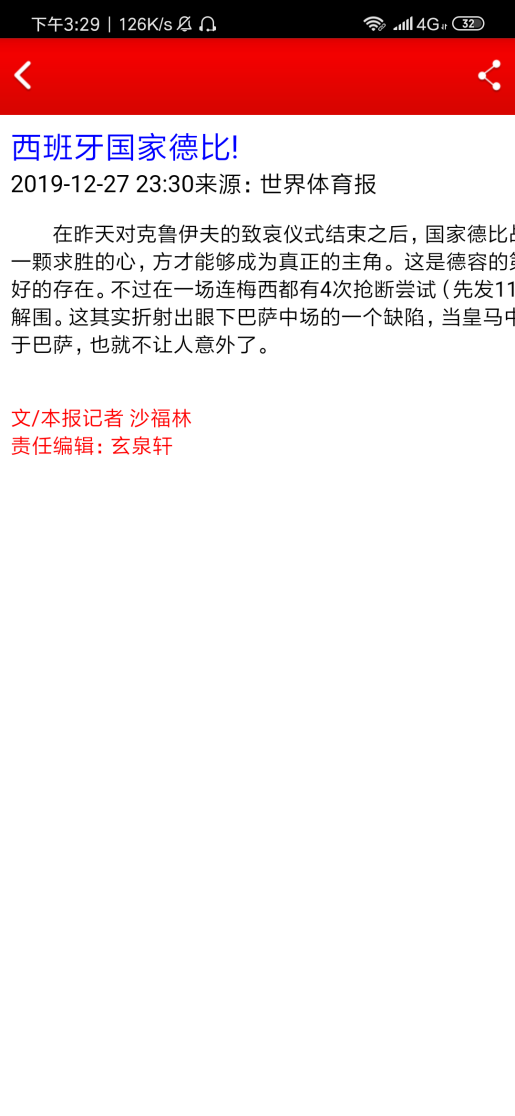 下午3:29 | 126K/s 4G 32
西班牙国家德比!
2019-12-27 23:30来源：世界体育报
在昨天对克鲁伊夫的致哀仪式结束之后，国家德比
一颗求胜的心，方才能够成为真正的主角。这是德容的
好的存在。不过在一场连梅西都有4次抢断尝试（先发11
解围。这其实折射出眼下巴萨中场的一个缺陷，当皇马
于巴萨，也就不让人意外了。
文/本报记者 沙福林
责任编辑：玄泉轩